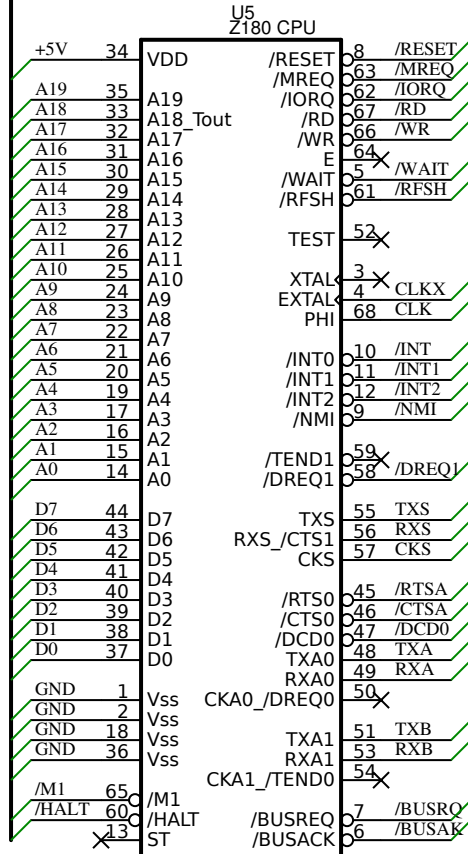 U5
Z180 CPU
+5V 34 VDD /RESET 8 /RESET
/MREQ 63 /MREQ
A19 35 A19 /IORQ 62 /IORQ
A18 33 A18_Tout /RD 67 /RD
A17 32 A17 /WR 66 /WR
A16 31 A16 E 64
A15 30 A15 /WAIT 5 /WAIT
A14 29 A14 /RFSH 61 /RFSH
A13 28 A13
A12 27 A12 TEST 52
A11 26 A11
A10 25 A10 XTAL 3
A9 24 A9 EXTAL 4 CLKX
A8 23 A8 PHI 68 CLK
A7 22 A7
A6 21 A6 /INT0 10 /INT
A5 20 A5 /INT1 11 /INT1
A4 19 A4 /INT2 12 /INT2
A3 17 A3 /NMI 9 /NMI
A2 16 A2
A1 15 A1 /TEND1 59
A0 14 A0 /DREQ1 58 /DREQ1
D7 44 D7 TXS 55 TXS
D6 43 D6 RXS_/CTS1 56 RXS
D5 42 D5 CKS 57 CKS
D4 41 D4
D3 40 D3 /RTS0 45 /RTSA
D2 39 D2 /CTS0 46 /CTSA
D1 38 D1 /DCD0 47 /DCD0
D0 37 D0 TXA0 48 TXA
RXA0 49 RXA
GND 1 Vss CKA0_/DREQ0 50
GND 2 Vss
GND 18 Vss TXA1 51 TXB
GND 36 Vss RXA1 53 RXB
CKA1_/TEND0 54
/M1 65 /M1
/HALT 60 /HALT /BUSREQ 7 /BUSRQ
13 ST /BUSACK 6 /BUSAK